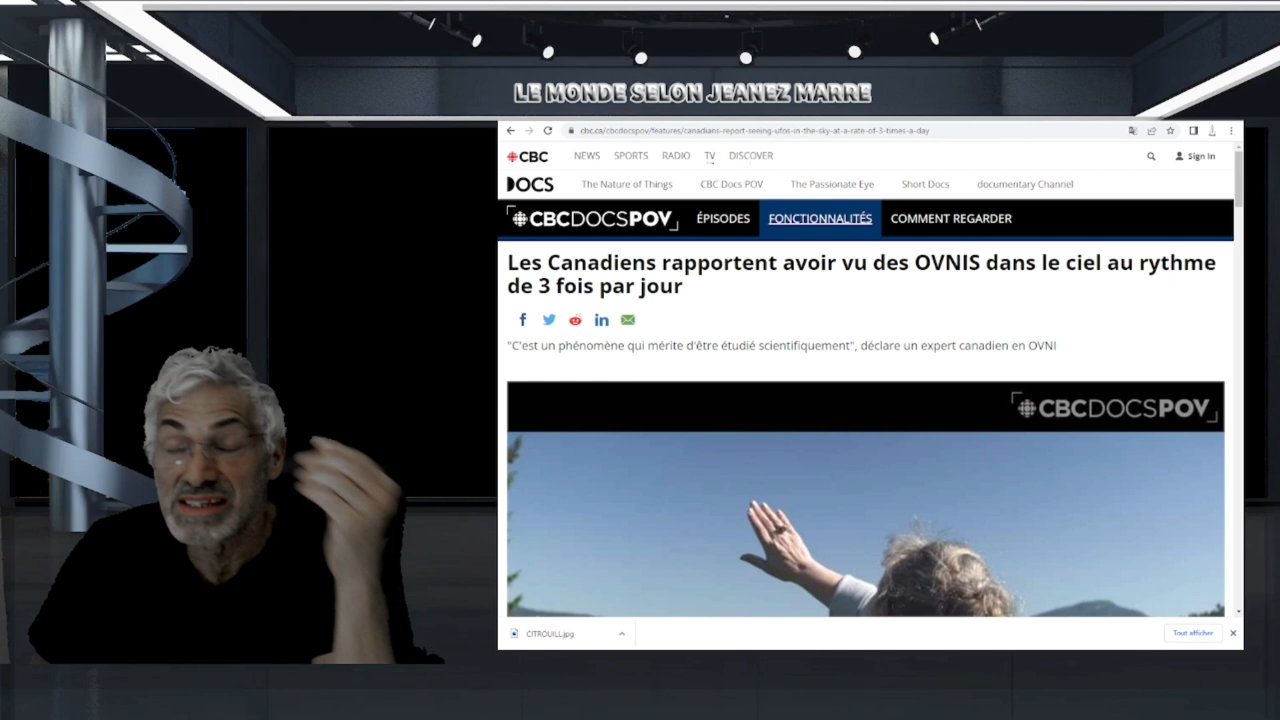 LE MONDE SELON JEANEZ MARRE
cbc.ca/cbcdocspov/features/canadians-report-seeing-ufos-in-the-sky-at-a-rate-of-3-times-a-day
CBC NEWS SPORTS RADIO TV DISCOVER Sign In
DOCS The Nature of Things CBC Docs POV The Passionate Eye Short Docs documentary Channel
CBCDOCSPOV ÉPISODES FONCTIONNALITÉS COMMENT REGARDER
Les Canadiens rapportent avoir vu des OVNIS dans le ciel au rythme
de 3 fois par jour
"C'est un phénomène qui mérite d'être étudié scientifiquement", déclare un expert canadien en OVNI
CBCDOCSPOV
CITROUILL.jpg Tout afficher